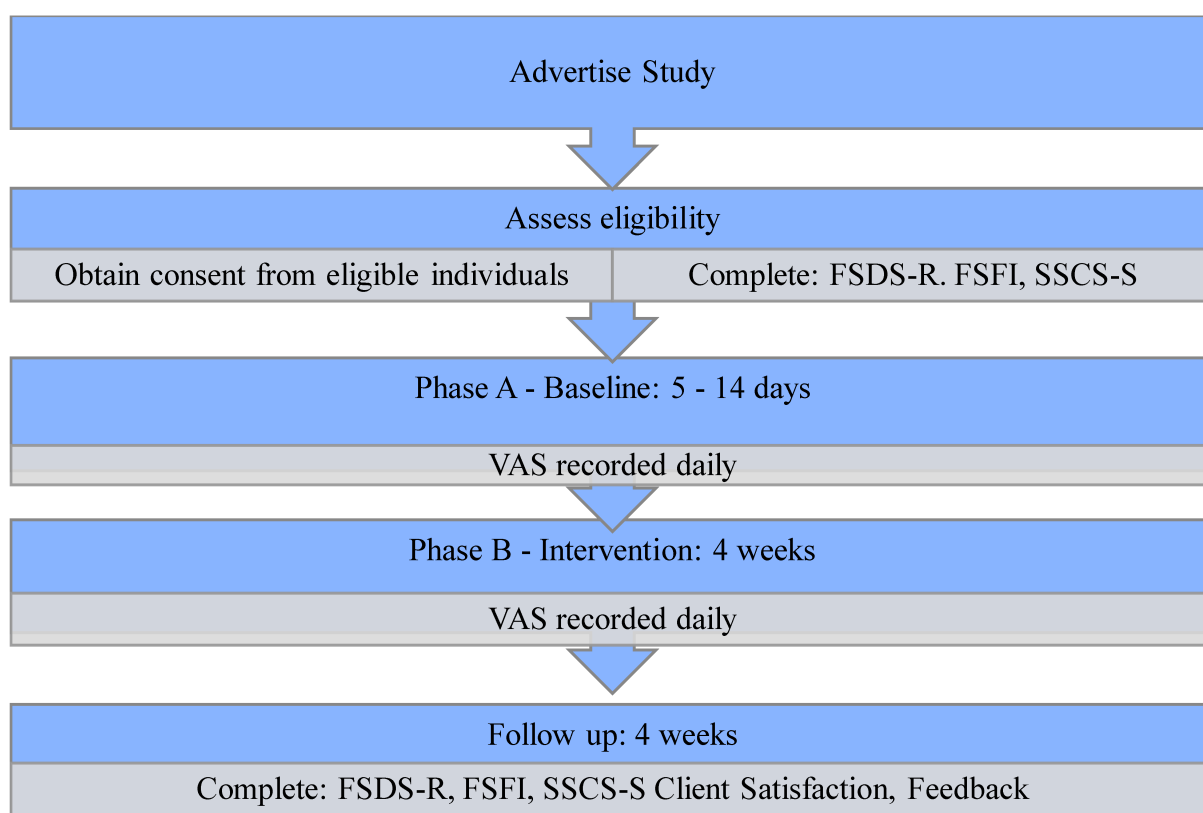 Advertise Study
Assess eligibility
Obtain consent from eligible individuals
Complete: FSDS-R. FSFI, SSCS-S
Phase A - Baseline: 5 - 14 days
VAS recorded daily
Phase B - Intervention: 4 weeks
VAS recorded daily
Follow up: 4 weeks
Complete: FSDS-R, FSFI, SSCS-S Client Satisfaction, Feedback